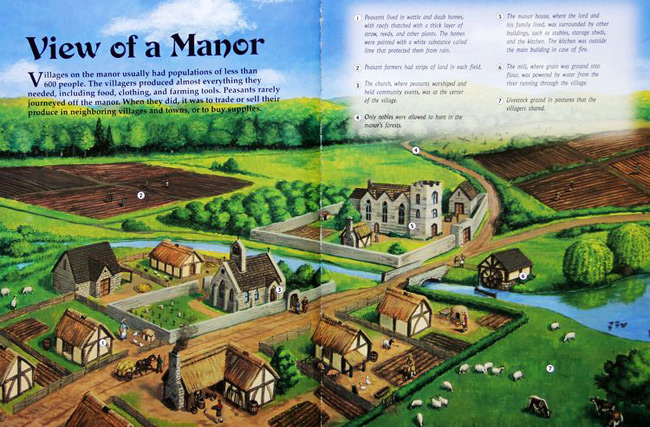 View of a Manor
Villages on the manor usually had populations of less than
600 people. The villagers produced almost everything they
needed, including food, clothing, and farming tools. Peasants rarely
journeyed off the manor. When they did, it was to trade or sell their
produce in neighboring villages and towns, or to buy supplies.
1 Peasants lived in wattle and daub homes,
with roofs thatched with a thick layer of
straw, reeds, and other plants. The homes
were painted with a white substance called
lime that protected them from rain.
2 Peasant farmers had strips of land in each field.
3 The church, where peasants worshiped and
held community events, was at the center
of the village.
4 Only nobles were allowed to hunt in the
manor's forests.
5 The manor house, where the lord and
his family lived, was surrounded by other
buildings, such as stables, storage sheds,
and the kitchen. The kitchen was outside
the main building in case of fire.
6 The mill, where grain was ground into
flour, was powered by water from the
river running through the village.
7 Livestock grazed in pastures that the
villagers shared.
4
2
5
6
3
1
7